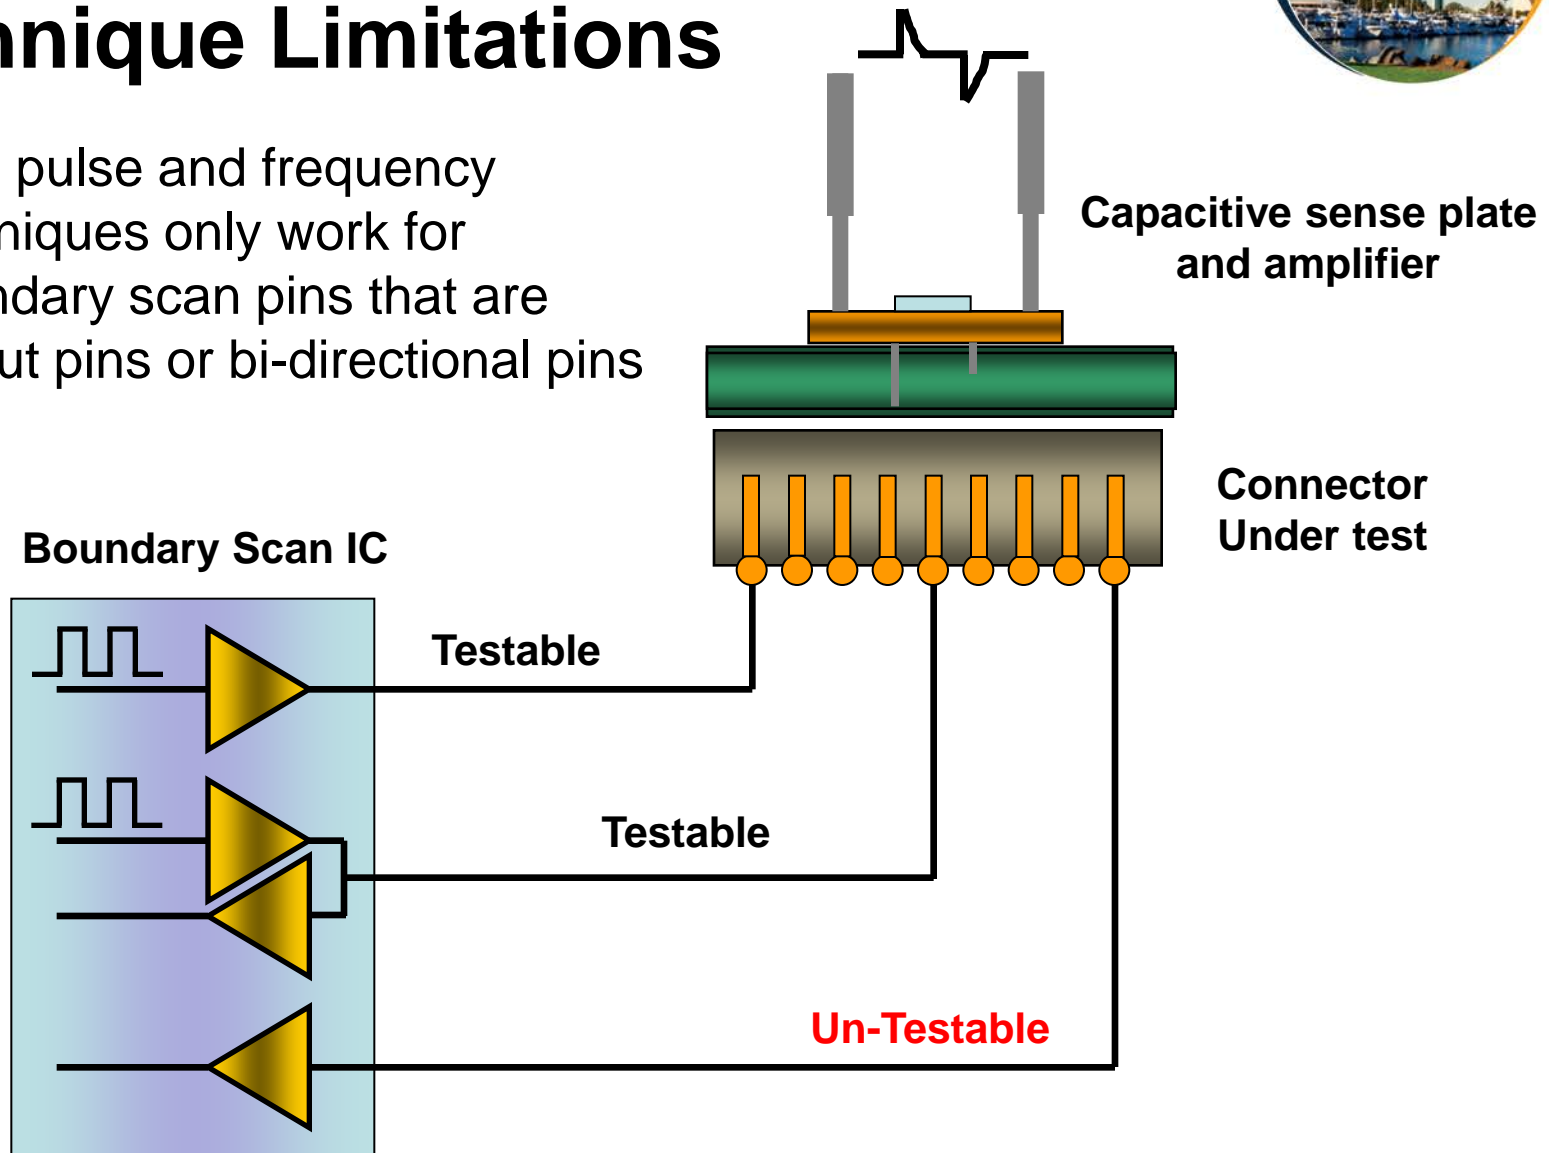 hnique Limitations
pulse and frequency
niques only work for
ndary scan pins that are
ut pins or bi-directional pins
Capacitive sense plate
and amplifier
Connector
Under test
Boundary Scan IC
Testable
Testable
Un-Testable